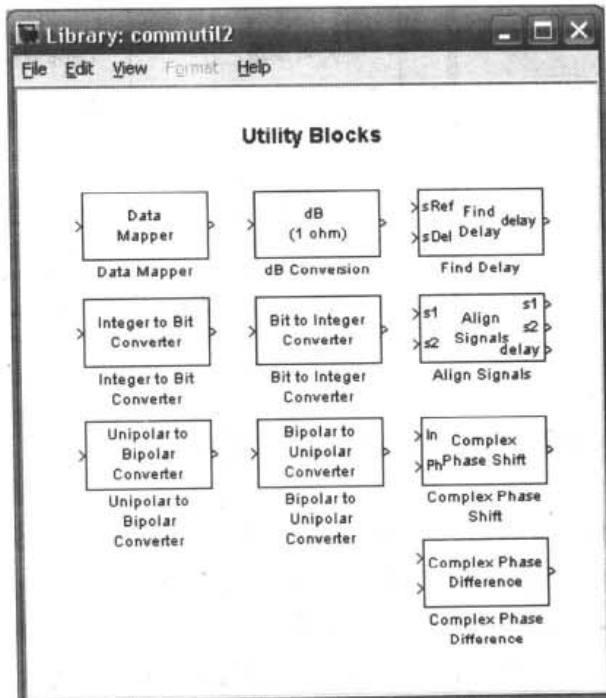 Library: commutil2
File Edit View Format Help
Utility Blocks
Data
Mapper
Data Mapper
dB
(1 ohm)
dB Conversion
sRef
sDel
Find
Delay
delay
Find Delay
Integer to Bit
Converter
Integer to Bit
Converter
Bit to Integer
Converter
Bit to Integer
Converter
s1
s2
Align
Signals
s1
s2
delay
Align Signals
Unipolar to
Bipolar
Converter
Unipolar to
Bipolar
Converter
Bipolar to
Unipolar
Converter
Bipolar to
Unipolar
Converter
In
Ph
Complex
Phase Shift
Complex Phase
Shift
Complex Phase
Difference
Complex Phase
Difference